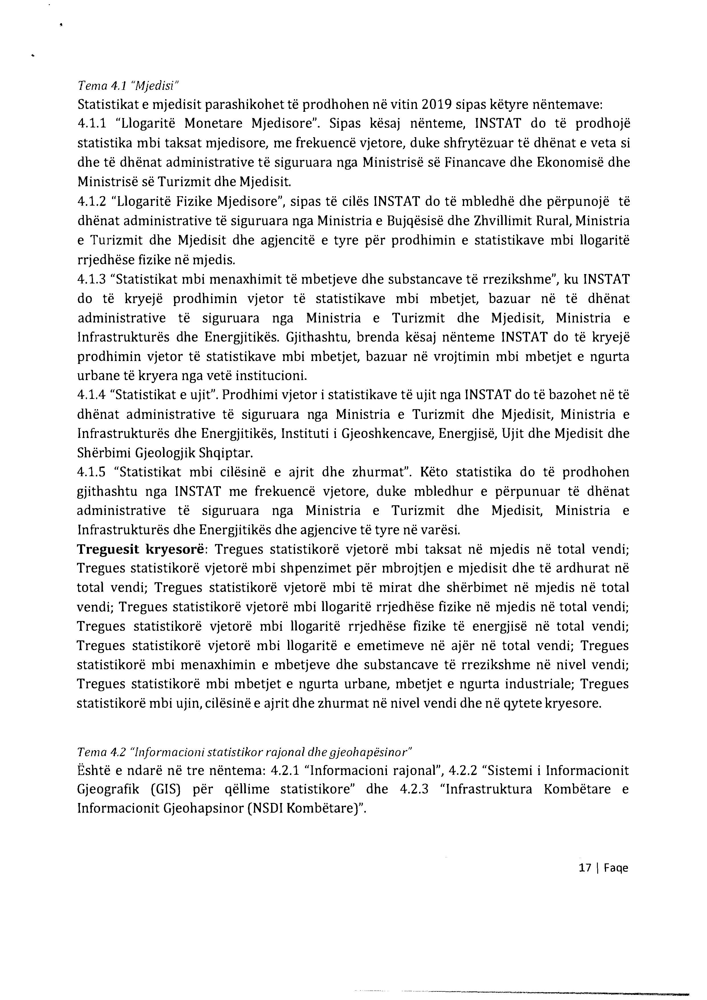 Tema 4.1 "Mjedisi"
Statistikat e mjedisit parashikohet të prodhohen në vitin 2019 sipas këtyre nëntemave:
4.1.1 "Llogaritë Monetare Mjedisore". Sipas kësaj nënteme, INSTAT do të prodhojë
statistika mbi taksat mjedisore, me frekuencë vjetore, duke shfrytëzuar të dhënat e veta si
dhe të dhënat administrative të siguruara nga Ministrisë së Financave dhe Ekonomisë dhe
Ministrisë së Turizmit dhe Mjedisit.
4.1.2 "Llogaritë Fizike Mjedisore", sipas të cilës INSTAT do të mbledhë dhe përpunojë të
dhënat administrative të siguruara nga Ministria e Bujqësisë dhe Zhvillimit Rural, Ministria
e Turizmit dhe Mjedisit dhe agjencitë e tyre për prodhimin e statistikave mbi llogaritë
rrjedhëse fizike në mjedis.
4.1.3 "Statistikat mbi menaxhimit të mbetjeve dhe substancave të rrezikshme", ku INSTAT
do të kryejë prodhimin vjetor të statistikave mbi mbetjet, bazuar në të dhënat
administrative të siguruara nga Ministria e Turizmit dhe Mjedisit, Ministria e
Infrastrukturës dhe Energjitikës. Gjithashtu, brenda kësaj nënteme INSTAT do të kryejë
prodhimin vjetor të statistikave mbi mbetjet, bazuar në vrojtimin mbi mbetjet e ngurta
urbane të kryera nga vetë institucioni.
4.1.4 "Statistikat e ujit". Prodhimi vjetor i statistikave të ujit nga INSTAT do të bazohet në të
dhënat administrative të siguruara nga Ministria e Turizmit dhe Mjedisit, Ministria e
Infrastrukturës dhe Energjitikës, Instituti i Gjeoshkencave, Energjisë, Ujit dhe Mjedisit dhe
Shërbimi Gjeologjik Shqiptar.
4.1.5 "Statistikat mbi cilësinë e ajrit dhe zhurmat". Këto statistika do të prodhohen
gjithashtu nga INSTAT me frekuencë vjetore, duke mbledhur e përpunuar të dhënat
administrative të siguruara nga Ministria e Turizmit dhe Mjedisit, Ministria e
Infrastrukturës dhe Energjitikës dhe agjencive të tyre në varësi.
Treguesit kryesorë: Tregues statistikorë vjetorë mbi taksat në mjedis në total vendi;
Tregues statistikorë vjetorë mbi shpenzimet për mbrojtjen e mjedisit dhe të ardhurat në
total vendi; Tregues statistikorë vjetorë mbi të mirat dhe shërbimet në mjedis në total
vendi; Tregues statistikorë vjetorë mbi llogaritë rrjedhëse fizike në mjedis në total vendi;
Tregues statistikorë vjetorë mbi llogaritë rrjedhëse fizike të energjisë në total vendi;
Tregues statistikorë vjetorë mbi llogaritë e emetimeve në ajër në total vendi; Tregues
statistikorë mbi menaxhimin e mbetjeve dhe substancave të rrezikshme në nivel vendi;
Tregues statistikorë mbi mbetjet e ngurta urbane, mbetjet e ngurta industriale; Tregues
statistikorë mbi ujin, cilësinë e ajrit dhe zhurmat në nivel vendi dhe në qytete kryesore.
Tema 4.2 "Informacioni statistikor rajonal dhe gjeohapësinor"
Është e ndarë në tre nëntema: 4.2.1 "Informacioni rajonal", 4.2.2 "Sistemi i Informacionit
Gjeografik (GIS) për qëllime statistikore" dhe 4.2.3 "Infrastruktura Kombëtare e
Informacionit Gjeohapsinor (NSDI Kombëtare)".
17 | Faqe